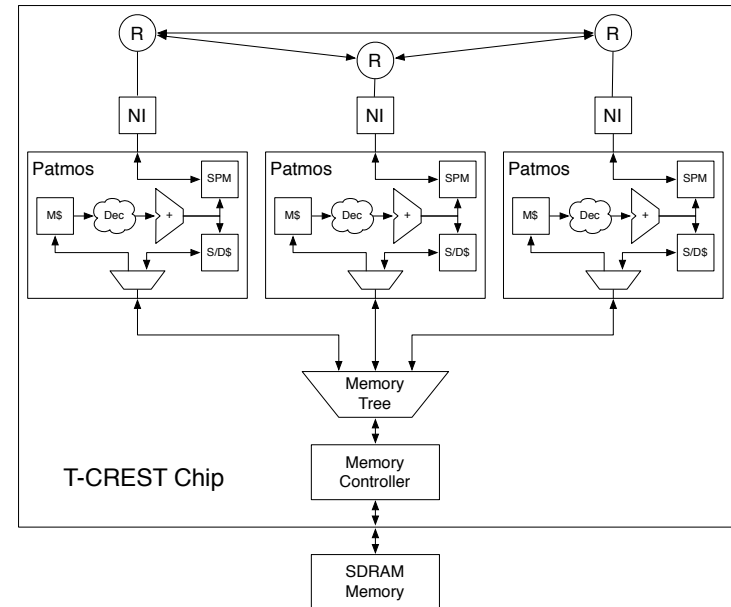 R
R
R
NI
NI
NI
Patmos
SPM
M$
Dec
+
S/D$
Patmos
SPM
M$
Dec
+
S/D$
Patmos
SPM
M$
Dec
+
S/D$
Memory
Tree
Memory
Controller
T-CREST Chip
SDRAM
Memory